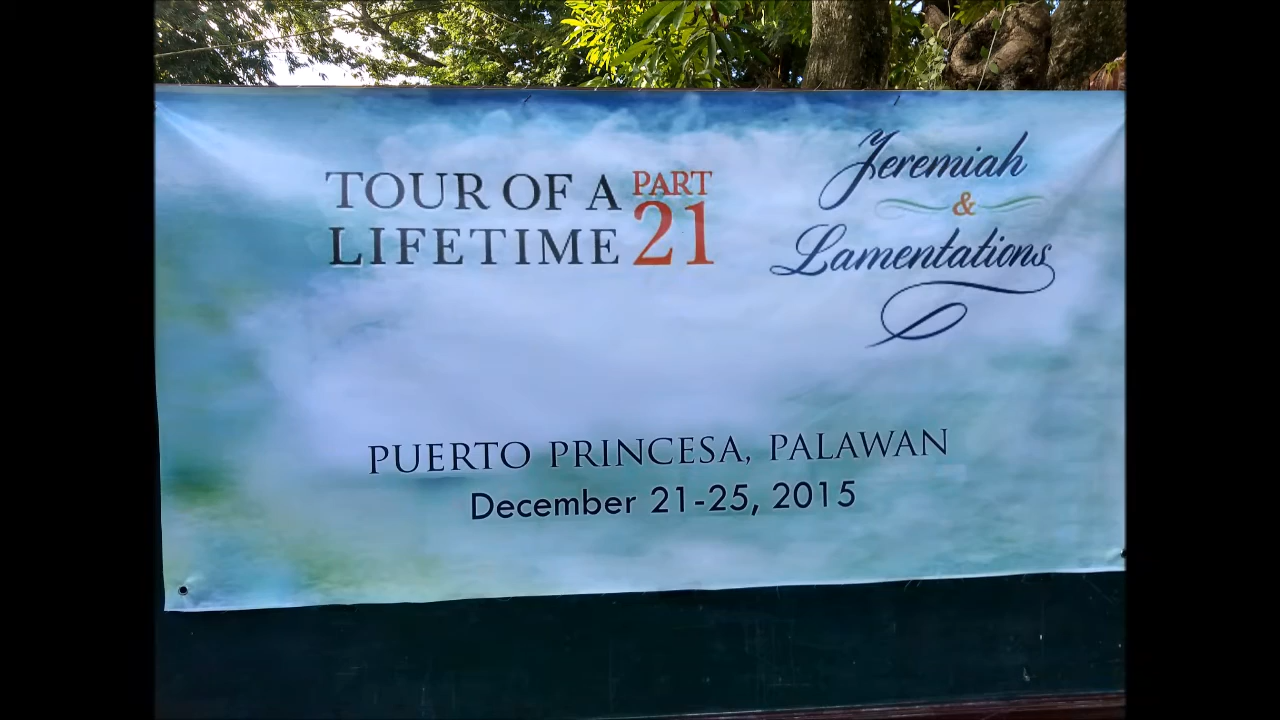 TOUR OF A PART
LIFETIME 21
Jeremiah
&
Lamentations
PUERTO PRINCESA, PALAWAN
December 21-25, 2015